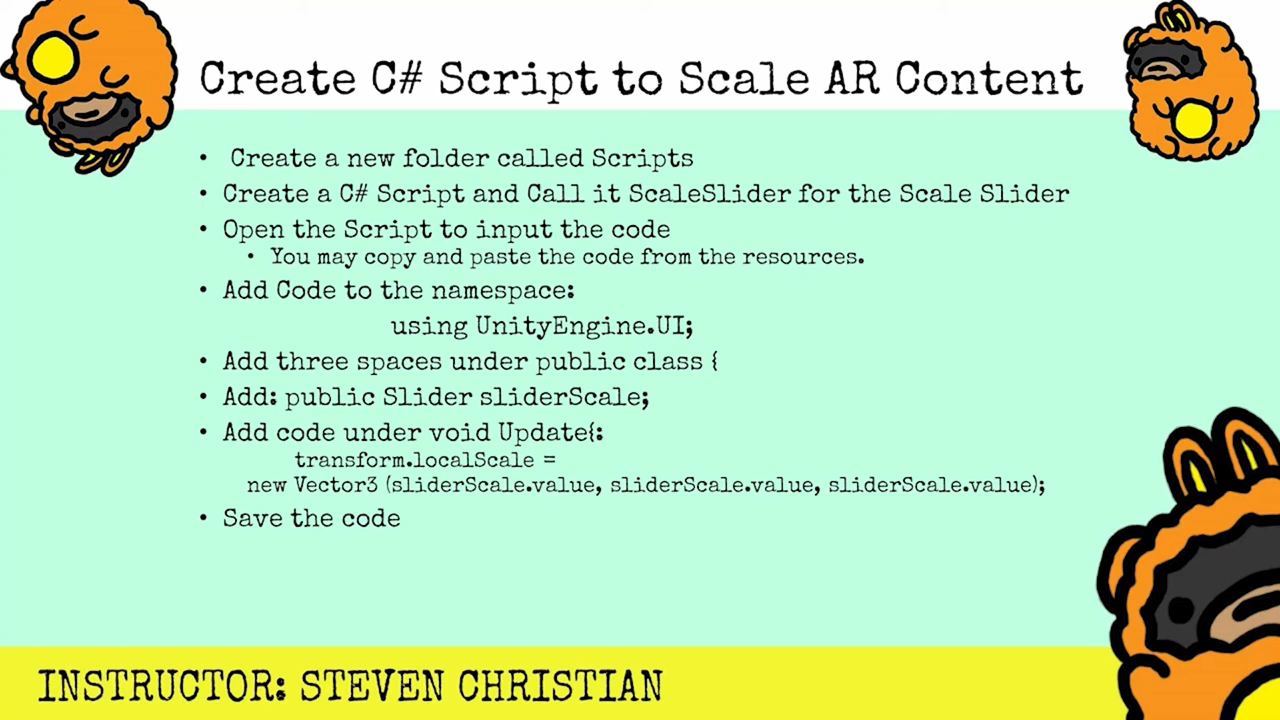 Create C# Script to Scale AR Content
• Create a new folder called Scripts
• Create a C# Script and Call it ScaleSlider for the Scale Slider
• Open the Script to input the code
• You may copy and paste the code from the resources.
• Add Code to the namespace:
using UnityEngine.UI;
• Add three spaces under public class {
• Add: public Slider sliderScale;
• Add code under void Update{:
transform.localScale =
new Vector3 (sliderScale.value, sliderScale.value, sliderScale.value);
• Save the code
INSTRUCTOR: STEVEN CHRISTIAN